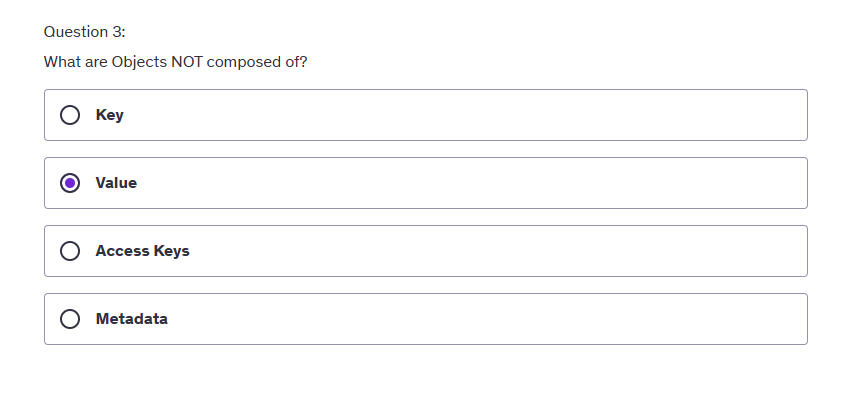 Question 3:
What are Objects NOT composed of?
Key
Value
Access Keys
Metadata